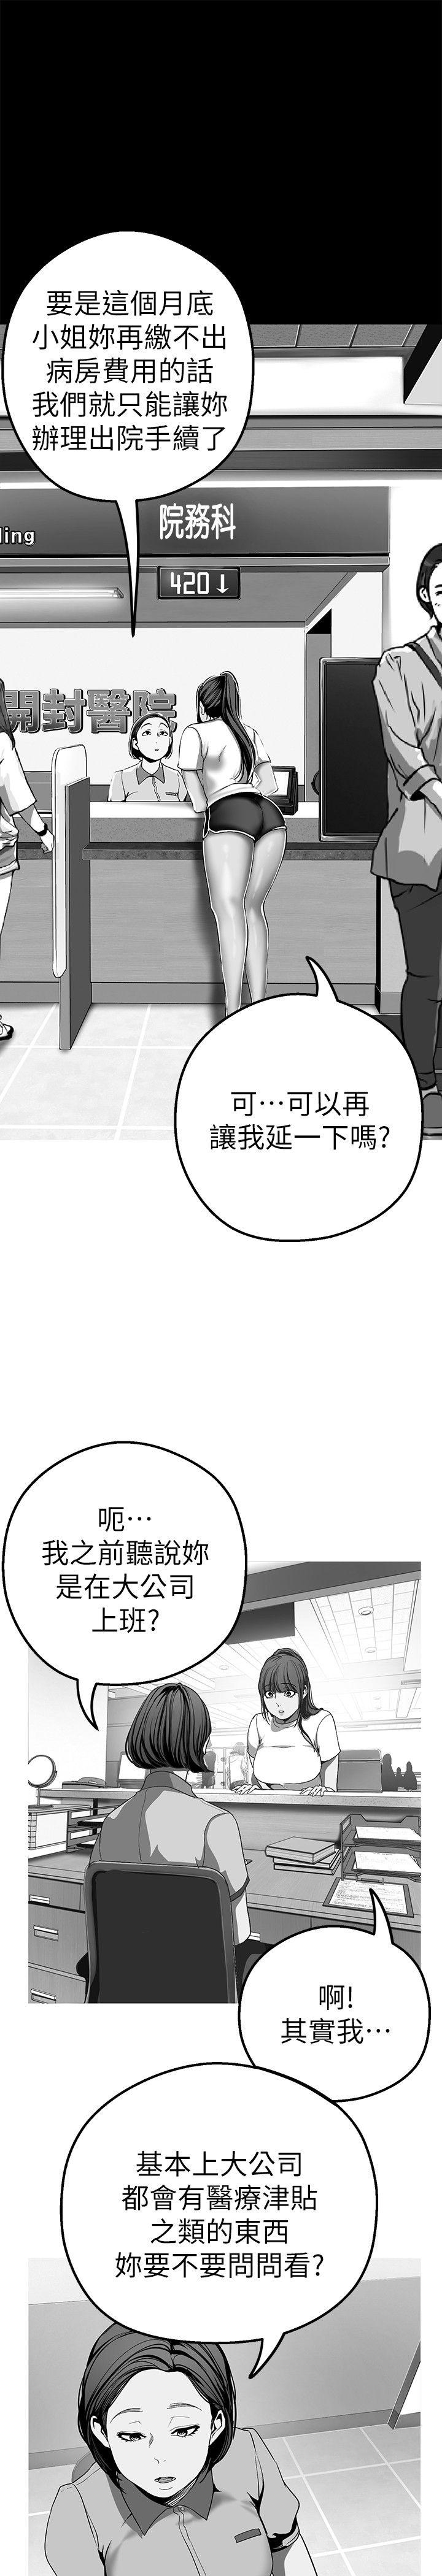 要是這個月底
小姐妳再繳不出
病房費用的話
我們就只能讓妳
辦理出院手續了
ling
院務科
420↓
開封醫院
可⋯可以再
讓我延一下嗎?
呃⋯
我之前聽說妳
是在大公司
上班?
啊!
其實我⋯
基本上大公司
都會有醫療津貼
之類的東西
妳要不要問問看?